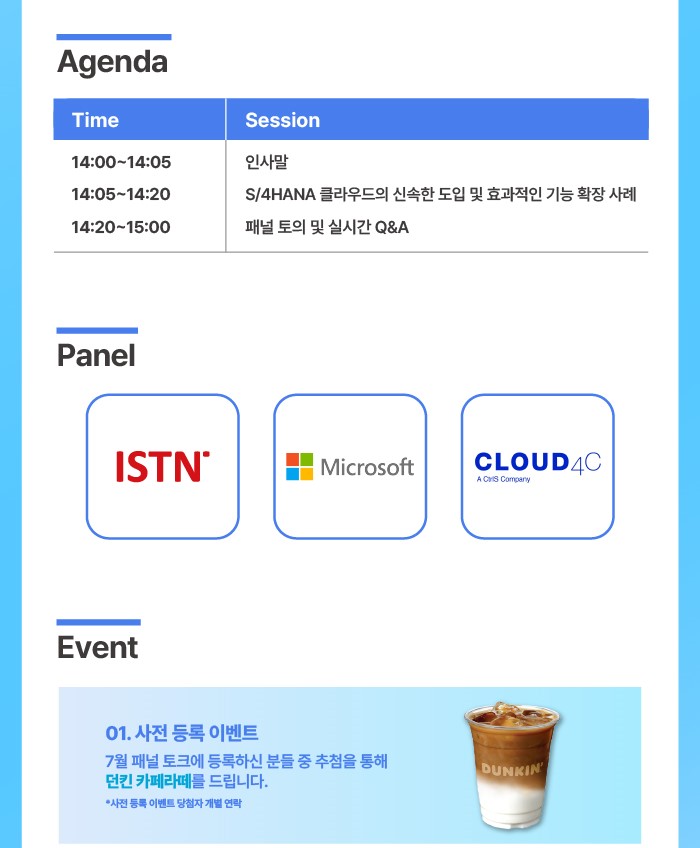 Agenda
Time Session
14:00~14:05 인사말
14:05~14:20 S/4HANA 클라우드의 신속한 도입 및 효과적인 기능 확장 사례
14:20~15:00 패널 토의 및 실시간 Q&A
Panel
ISTN
Microsoft
CLOUD4C
A CtrlS Company
Event
01. 사전 등록 이벤트
7월 패널 토크에 등록하신 분들 중 추첨을 통해
던킨 카페라떼를 드립니다.
*사전 등록 이벤트 당첨자 개별 연락
DUNKIN'